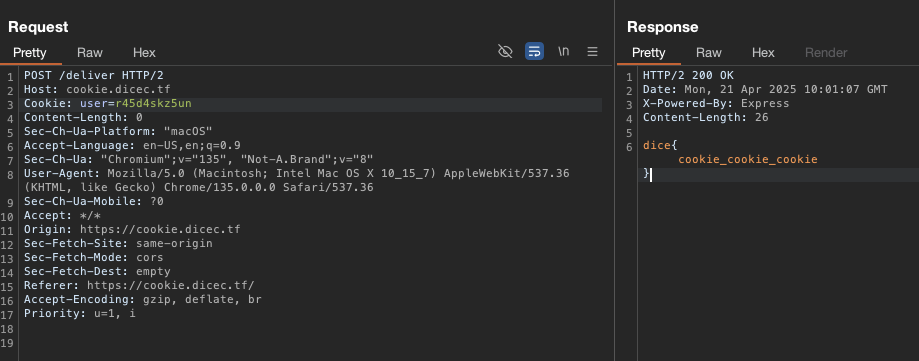 Request
Pretty Raw Hex \n
1 POST /deliver HTTP/2
2 Host: cookie.dicec.tf
3 Cookie: user=r45d4skz5un
4 Content-Length: 0
5 Sec-Ch-Ua-Platform: "macOS"
6 Accept-Language: en-US,en;q=0.9
7 Sec-Ch-Ua: "Chromium";v="135", "Not-A.Brand";v="8"
8 User-Agent: Mozilla/5.0 (Macintosh; Intel Mac OS X 10_15_7) AppleWebKit/537.36
(KHTML, like Gecko) Chrome/135.0.0.0 Safari/537.36
9 Sec-Ch-Ua-Mobile: ?0
10 Accept: */*
11 Origin: https://cookie.dicec.tf
12 Sec-Fetch-Site: same-origin
13 Sec-Fetch-Mode: cors
14 Sec-Fetch-Dest: empty
15 Referer: https://cookie.dicec.tf/
16 Accept-Encoding: gzip, deflate, br
17 Priority: u=1, i
18
19
Response
Pretty Raw Hex Render
1 HTTP/2 200 OK
2 Date: Mon, 21 Apr 2025 10:01:07 GMT
3 X-Powered-By: Express
4 Content-Length: 26
5
6 dice{
cookie_cookie_cookie
}